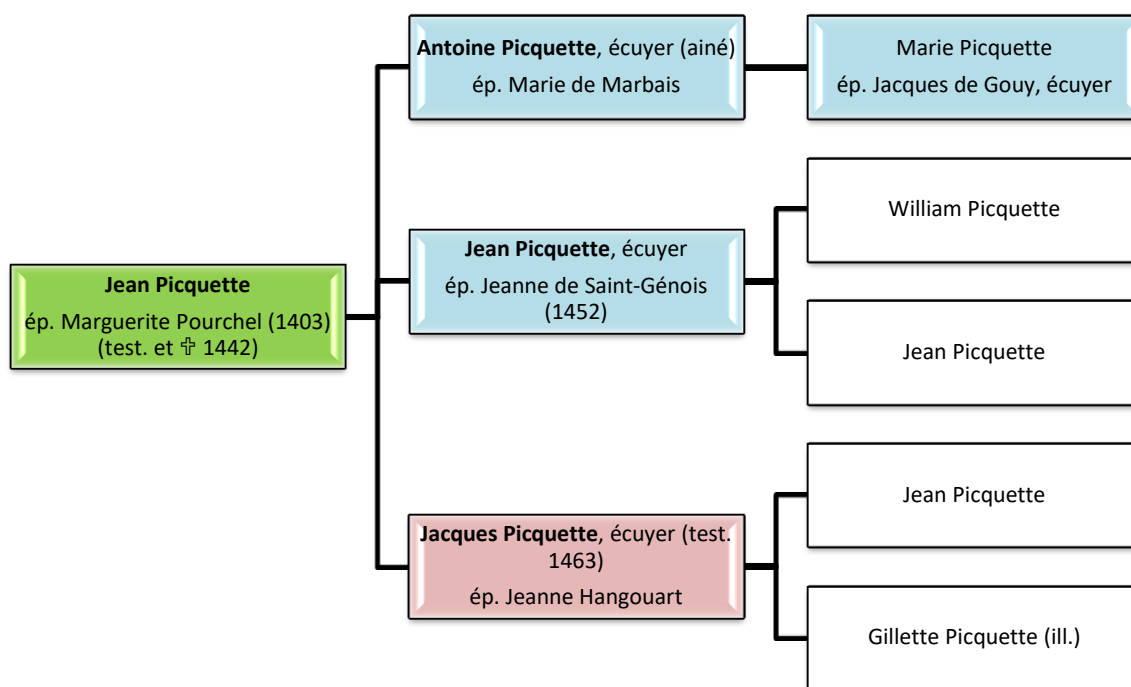 Antoine Picquette, écuyer (ainé)
ép. Marie de Marbais
Marie Picquette
ép. Jacques de Gouy, écuyer
William Picquette
Jean Picquette, écuyer
ép. Jeanne de Saint-Génois
(1452)
Jean Picquette
ép. Marguerite Pourchel (1403)
(test. et ✞ 1442)
Jean Picquette
Jean Picquette
Jacques Picquette, écuyer (test.
1463)
ép. Jeanne Hangouart
Gillette Picquette (ill.)